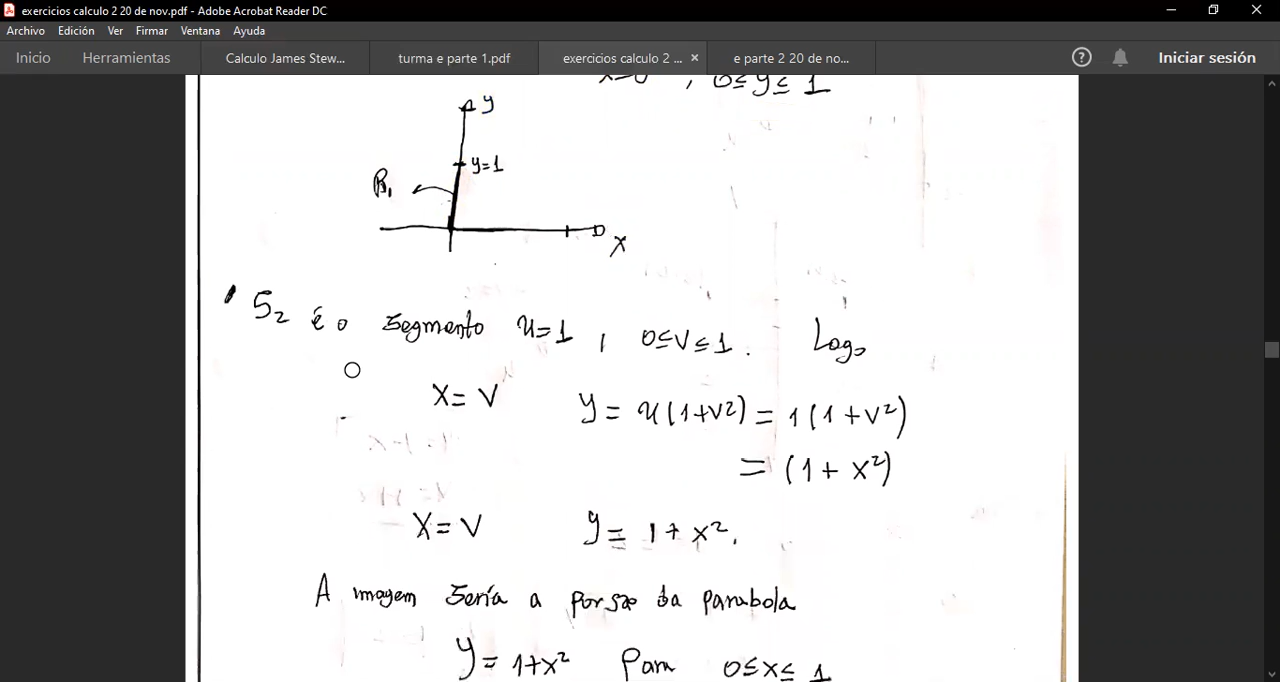 exercicios calculo 2 20 de nov.pdf - Adobe Acrobat Reader DC
Archivo Edición Ver Firmar Ventana Ayuda
Inicio Herramientas Calculo James Stew... turma e parte 1.pdf exercicios calculo 2 ... × e parte 2 20 de no... Iniciar sesión
x=0 , 0≤y≤1
y
y=1
R₁
x
S₂ é o segmento u=1 , 0≤v≤1. Logo
x= v y= u(1+v²) = 1(1+v²)
= (1+x²)
x= v y= 1+x².
A imagem sería a porsão da parabola
y= 1+x² para 0≤x≤1